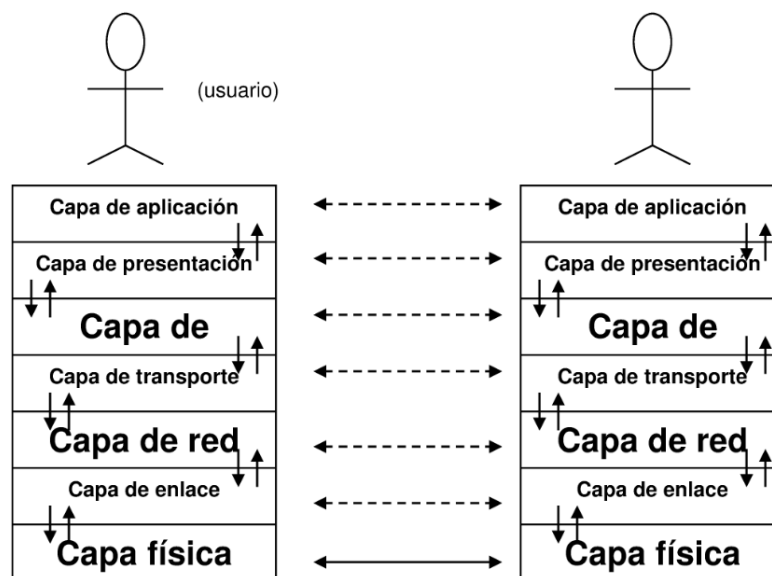 (usuario)
Capa de aplicación
Capa de aplicación
Capa de presentación
Capa de presentación
Capa de
Capa de
Capa de transporte
Capa de transporte
Capa de red
Capa de red
Capa de enlace
Capa de enlace
Capa física
Capa física